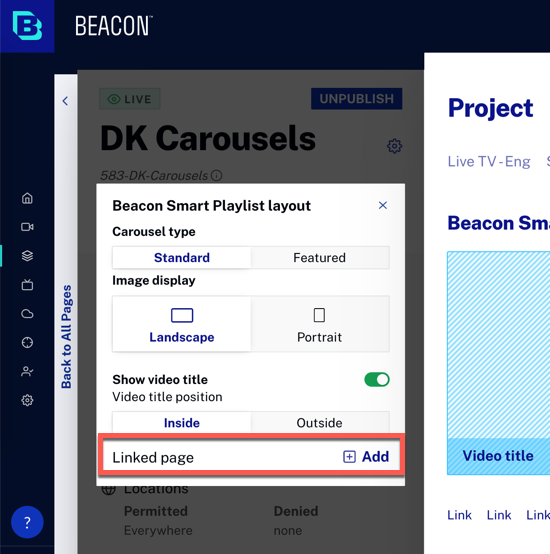 BEACON
LIVE
UNPUBLISH
DK Carousels
583-DK-Carousels
Back to All Pages
Beacon Smart Playlist layout
Carousel type
Standard Featured
Image display
Landscape Portrait
Show video title
Video title position
Inside Outside
Linked page Add
Locations
Permitted Denied
Everywhere none
?
Project
Live TV - Eng S
Beacon Sma
Video title
Link Link Link